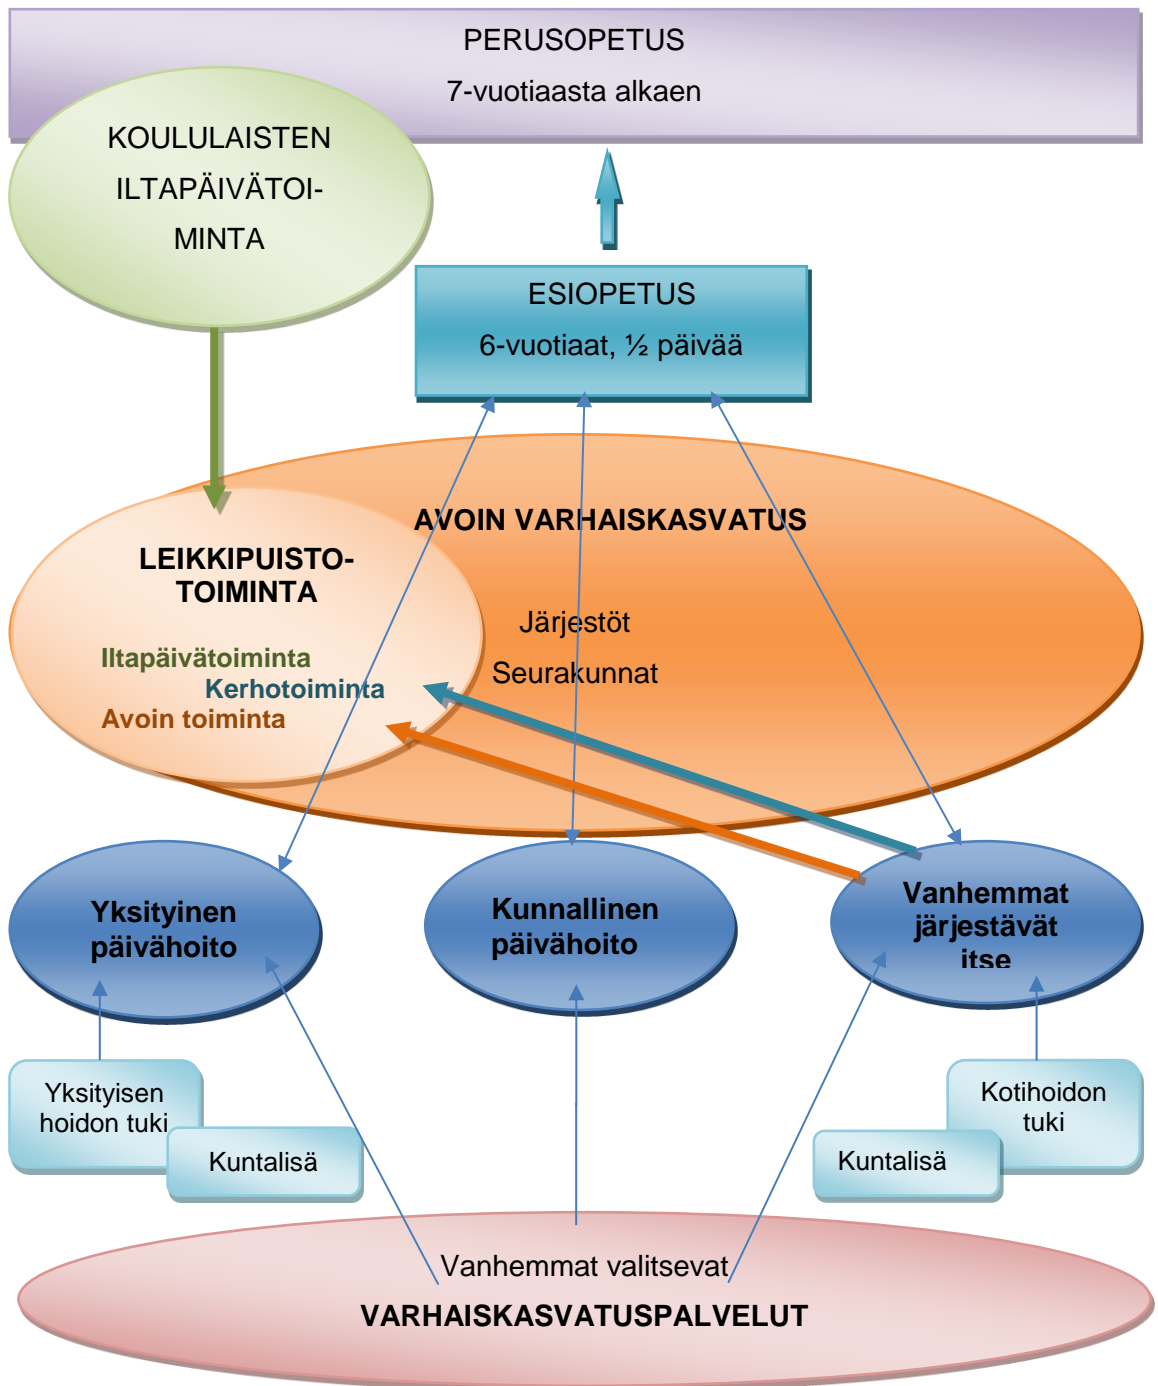 PERUSOPETUS
7-vuotiaasta alkaen
KOULULAISTEN
ILTAPÄIVÄTOI-
MINTA
ESIOPETUS
6-vuotiaat, ½ päivää
AVOIN VARHAISKASVATUS
LEIKKIPUISTO-
TOIMINTA
Järjestöt
Iltapäivätoiminta
Seurakunnat
Kerhotoiminta
Avoin toiminta
Yksityinen
päivähoito
Kunnallinen
päivähoito
Vanhemmat
järjestävät
itse
Yksityisen
hoidon tuki
Kuntalisä
Kotihoidon
tuki
Kuntalisä
Vanhemmat valitsevat
VARHAISKASVATUSPALVELUT